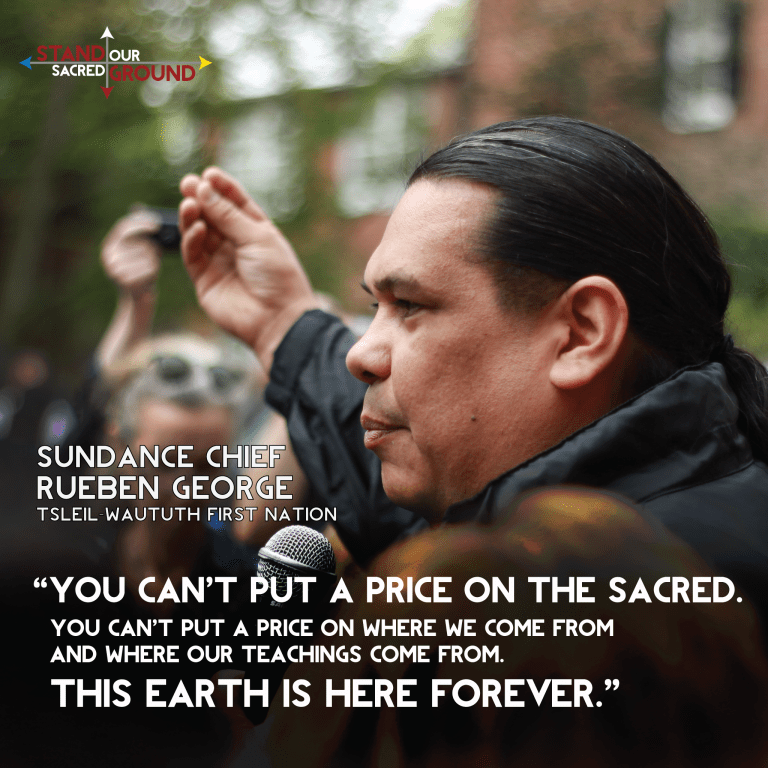 STAND OUR
SACRED GROUND
SUNDANCE CHIEF
RUEBEN GEORGE
TSLEIL-WAUTUTH FIRST NATION
“YOU CAN’T PUT A PRICE ON THE SACRED.
YOU CAN’T PUT A PRICE ON WHERE WE COME FROM
AND WHERE OUR TEACHINGS COME FROM.
THIS EARTH IS HERE FOREVER.”